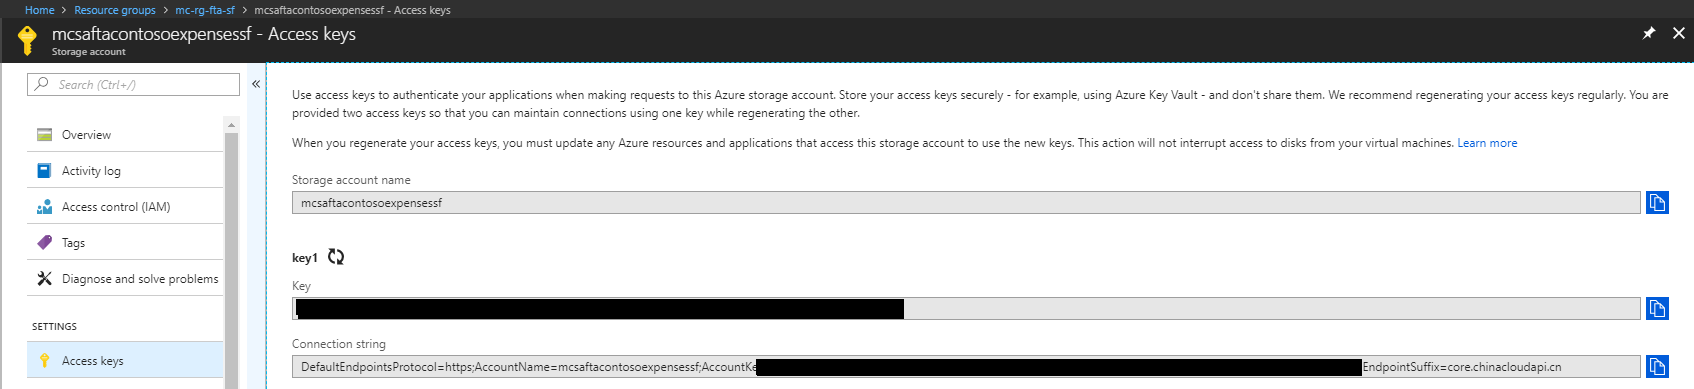 Home > Resource groups > mc-rg-fta-sf > mcsaftacontosoexpensessf - Access keys
mcsaftacontosoexpensessf - Access keys
Storage account
Search (Ctrl+/)
Overview
Activity log
Access control (IAM)
Tags
Diagnose and solve problems
SETTINGS
Access keys
Use access keys to authenticate your applications when making requests to this Azure storage account. Store your access keys securely - for example, using Azure Key Vault - and don't share them. We recommend regenerating your access keys regularly. You are
provided two access keys so that you can maintain connections using one key while regenerating the other.
When you regenerate your access keys, you must update any Azure resources and applications that access this storage account to use the new keys. This action will not interrupt access to disks from your virtual machines. Learn more
Storage account name
mcsaftacontosoexpensessf
key1
Key
Connection string
DefaultEndpointsProtocol=https;AccountName=mcsaftacontosoexpensessf;AccountKe EndpointSuffix=core.chinacloudapi.cn